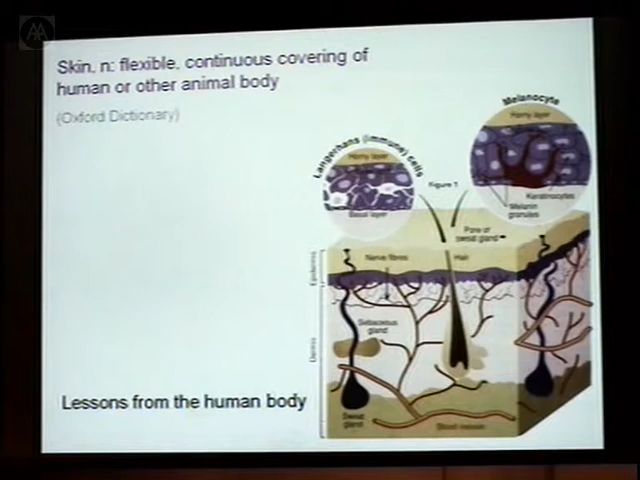 AA
Skin, n: flexible, continuous covering of
human or other animal body
(Oxford Dictionary)
Melanocyte
Horny layer
Langerhans (immune) cells
Horny layer
Figure 1
Keratinocytes
Melanin
granules
Basal layer
Pore of
sweat gland
Nerve fibres
Hair
Epidermis
Sebaceous
gland
Dermis
Lessons from the human body
Sweat
gland
Blood vessels